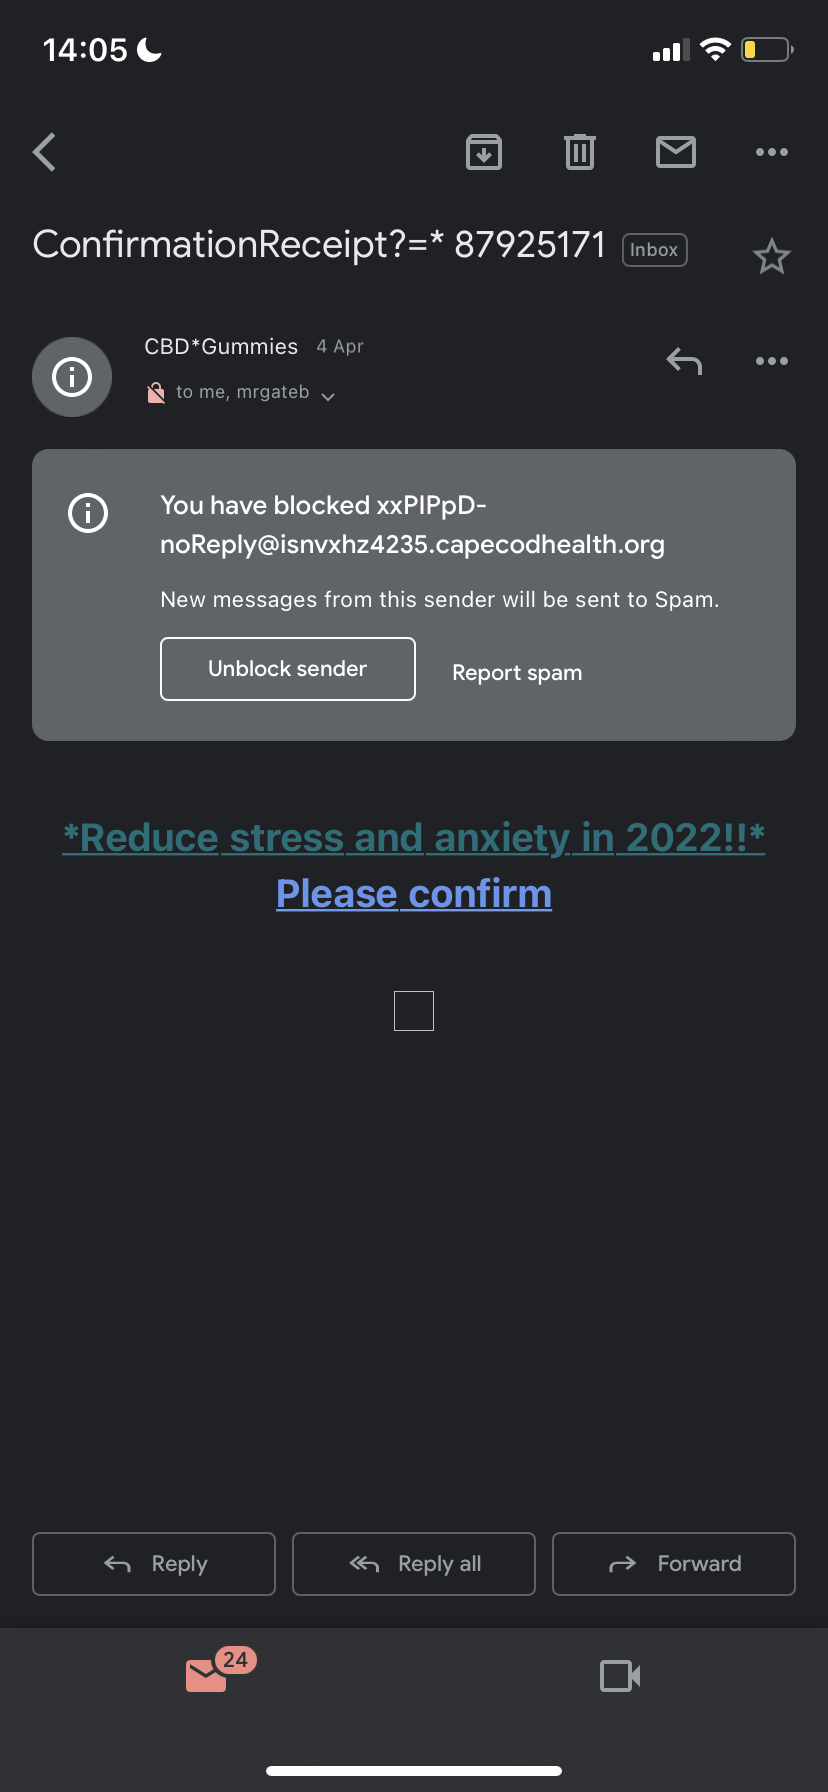 14:05
ConfirmationReceipt?=* 87925171 Inbox
CBD*Gummies 4 Apr
to me, mrgateb
You have blocked xxPIPpD-
noReply@isnvxhz4235.capecodhealth.org
New messages from this sender will be sent to Spam.
Unblock sender Report spam
*Reduce stress and anxiety in 2022!!*
Please confirm
Reply Reply all Forward
24